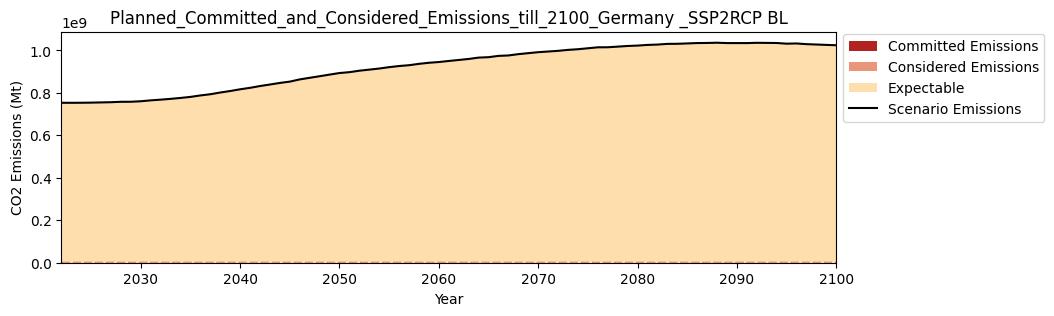 Planned_Committed_and_Considered_Emissions_till_2100_Germany _SSP2RCP BL
1e9
1.0
0.8
0.6
0.4
0.2
0.0
CO2 Emissions (Mt)
2030 2040 2050 2060 2070 2080 2090 2100
Year
Committed Emissions
Considered Emissions
Expectable
Scenario Emissions